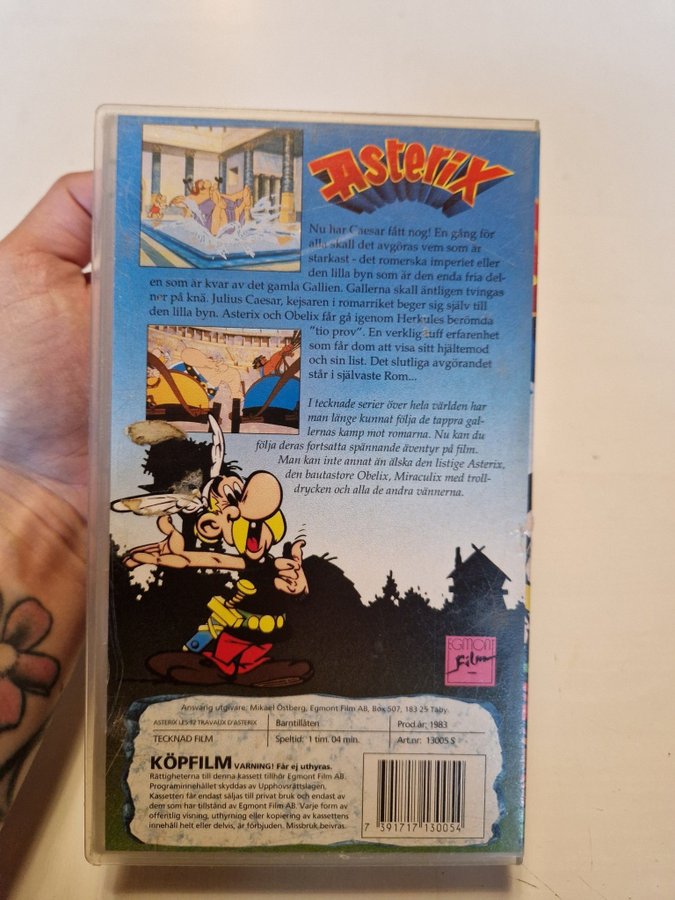 Asterix
Nu har Caesar fått nog! En gång för
alla skall det avgöras vem som är
starkast - det romerska imperiet eller
den lilla byn som är den enda fria del-
en som är kvar av det gamla Gallien. Gallerna skall äntligen tvingas
ner på knä. Julius Caesar, kejsaren i romarriket beger sig själv till
den lilla byn. Asterix och Obelix får gå igenom Herkules berömda
"tio prov". En verklig tuff erfarenhet
som får dom att visa sitt hjältemod
och sin list. Det slutliga avgörandet
står i självaste Rom...
I tecknade serier över hela världen har
man länge kunnat följa de tappra gal-
lernas kamp mot romarna. Nu kan du
följa deras fortsatta spännande äventyr på film.
Man kan inte annat än älska den listige Asterix,
den bautastore Obelix, Miraculix med troll-
drycken och alla de andra vännerna.
EGMONT
Film
Ansvarig utgivare, Mikael Östberg, Egmont Film AB, Box 507, 183 25 Täby.
ASTERIX LES 12 TRAVAUX D'ASTERIX Barntillåten Prod.år: 1983
TECKNAD FILM Speltid: 1 tim. 04 min. Art.nr: 13005 S
KÖPFILM VARNING! Får ej uthyras.
Rättigheterna till denna kassett tillhör Egmont Film AB.
Programinnehållet skyddas av Upphovsrättslagen.
Kassetten får endast säljas till privat bruk och endast av
dem som har tillstånd av Egmont Film AB. Varje form av
offentlig visning, uthyrning eller kopiering av kassettens
innehåll helt eller delvis, är förbjuden. Missbruk beivras.
7 391717 130054